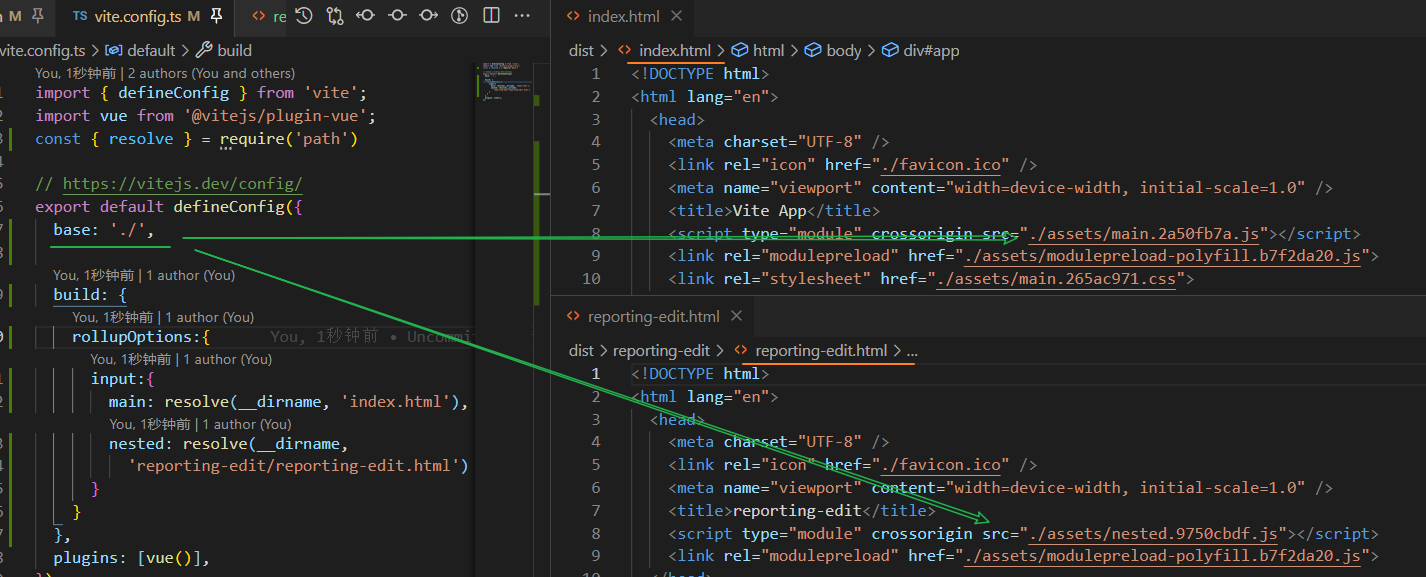 M
TS vite.config.ts M
<> re
vite.config.ts > default > build
You, 1秒钟前 | 2 authors (You and others)
import { defineConfig } from 'vite';
import vue from '@vitejs/plugin-vue';
const { resolve } = require('path')
// https://vitejs.dev/config/
export default defineConfig({
base: './',
You, 1秒钟前 | 1 author (You)
build: {
You, 1秒钟前 | 1 author (You)
rollupOptions:{ You, 1秒钟前 • Uncommi
You, 1秒钟前 | 1 author (You)
input:{
main: resolve(__dirname, 'index.html'),
You, 1秒钟前 | 1 author (You)
nested: resolve(__dirname,
'reporting-edit/reporting-edit.html')
}
}
},
plugins: [vue()],
<> index.html
dist > <> index.html > html > body > div#app
1 <!DOCTYPE html>
2 <html lang="en">
3 <head>
4 <meta charset="UTF-8" />
5 <link rel="icon" href="./favicon.ico" />
6 <meta name="viewport" content="width=device-width, initial-scale=1.0" />
7 <title>Vite App</title>
8 <script type="module" crossorigin src="./assets/main.2a50fb7a.js"></script>
9 <link rel="modulepreload" href="./assets/modulepreload-polyfill.b7f2da20.js">
10 <link rel="stylesheet" href="./assets/main.265ac971.css">
<> reporting-edit.html
dist > reporting-edit > <> reporting-edit.html > ...
1 <!DOCTYPE html>
2 <html lang="en">
3 <head>
4 <meta charset="UTF-8" />
5 <link rel="icon" href="./favicon.ico" />
6 <meta name="viewport" content="width=device-width, initial-scale=1.0" />
7 <title>reporting-edit</title>
8 <script type="module" crossorigin src="./assets/nested.9750cbdf.js"></script>
9 <link rel="modulepreload" href="./assets/modulepreload-polyfill.b7f2da20.js">